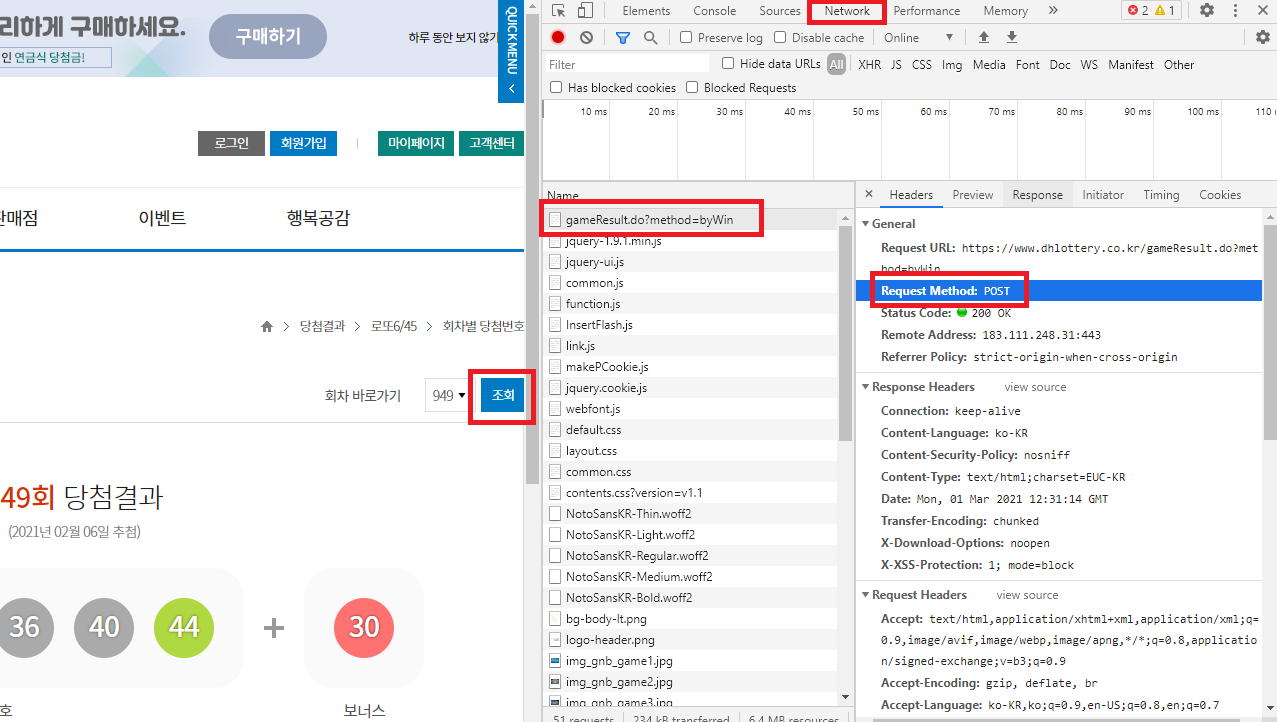 리하게 구매하세요.
구매하기
하루 동안 보지 않기
인 연금식 당첨금!
QUICK MENU
로그인 회원가입 마이페이지 고객센터
판매점 이벤트 행복공감
당첨결과 > 로또6/45 > 회차별 당첨번호
회차 바로가기 949 조회
49회 당첨결과
(2021년 02월 06일 추첨)
36 40 44 + 30
호 보너스
Elements Console Sources Network Performance Memory » 2 1
Preserve log Disable cache Online
Filter Hide data URLs All XHR JS CSS Img Media Font Doc WS Manifest Other
Has blocked cookies Blocked Requests
10 ms 20 ms 30 ms 40 ms 50 ms 60 ms 70 ms 80 ms 90 ms 100 ms 110
Name
gameResult.do?method=byWin
jquery-1.9.1.min.js
jquery-ui.js
common.js
function.js
InsertFlash.js
link.js
makePCookie.js
jquery.cookie.js
webfont.js
default.css
layout.css
common.css
contents.css?version=v1.1
NotoSansKR-Thin.woff2
NotoSansKR-Light.woff2
NotoSansKR-Regular.woff2
NotoSansKR-Medium.woff2
NotoSansKR-Bold.woff2
bg-body-lt.png
logo-header.png
img_gnb_game1.jpg
img_gnb_game2.jpg
img_gnb_game3.jpg
51 requests 234 kB transferred 6.4 MB resources
× Headers Preview Response Initiator Timing Cookies
General
Request URL: https://www.dhlottery.co.kr/gameResult.do?met
hod=byWin
Request Method: POST
Status Code: 200 OK
Remote Address: 183.111.248.31:443
Referrer Policy: strict-origin-when-cross-origin
Response Headers view source
Connection: keep-alive
Content-Language: ko-KR
Content-Security-Policy: nosniff
Content-Type: text/html;charset=EUC-KR
Date: Mon, 01 Mar 2021 12:31:14 GMT
Transfer-Encoding: chunked
X-Download-Options: noopen
X-XSS-Protection: 1; mode=block
Request Headers view source
Accept: text/html,application/xhtml+xml,application/xml;q=
0.9,image/avif,image/webp,image/apng,*/*;q=0.8,applicatio
n/signed-exchange;v=b3;q=0.9
Accept-Encoding: gzip, deflate, br
Accept-Language: ko-KR,ko;q=0.9,en-US;q=0.8,en;q=0.7